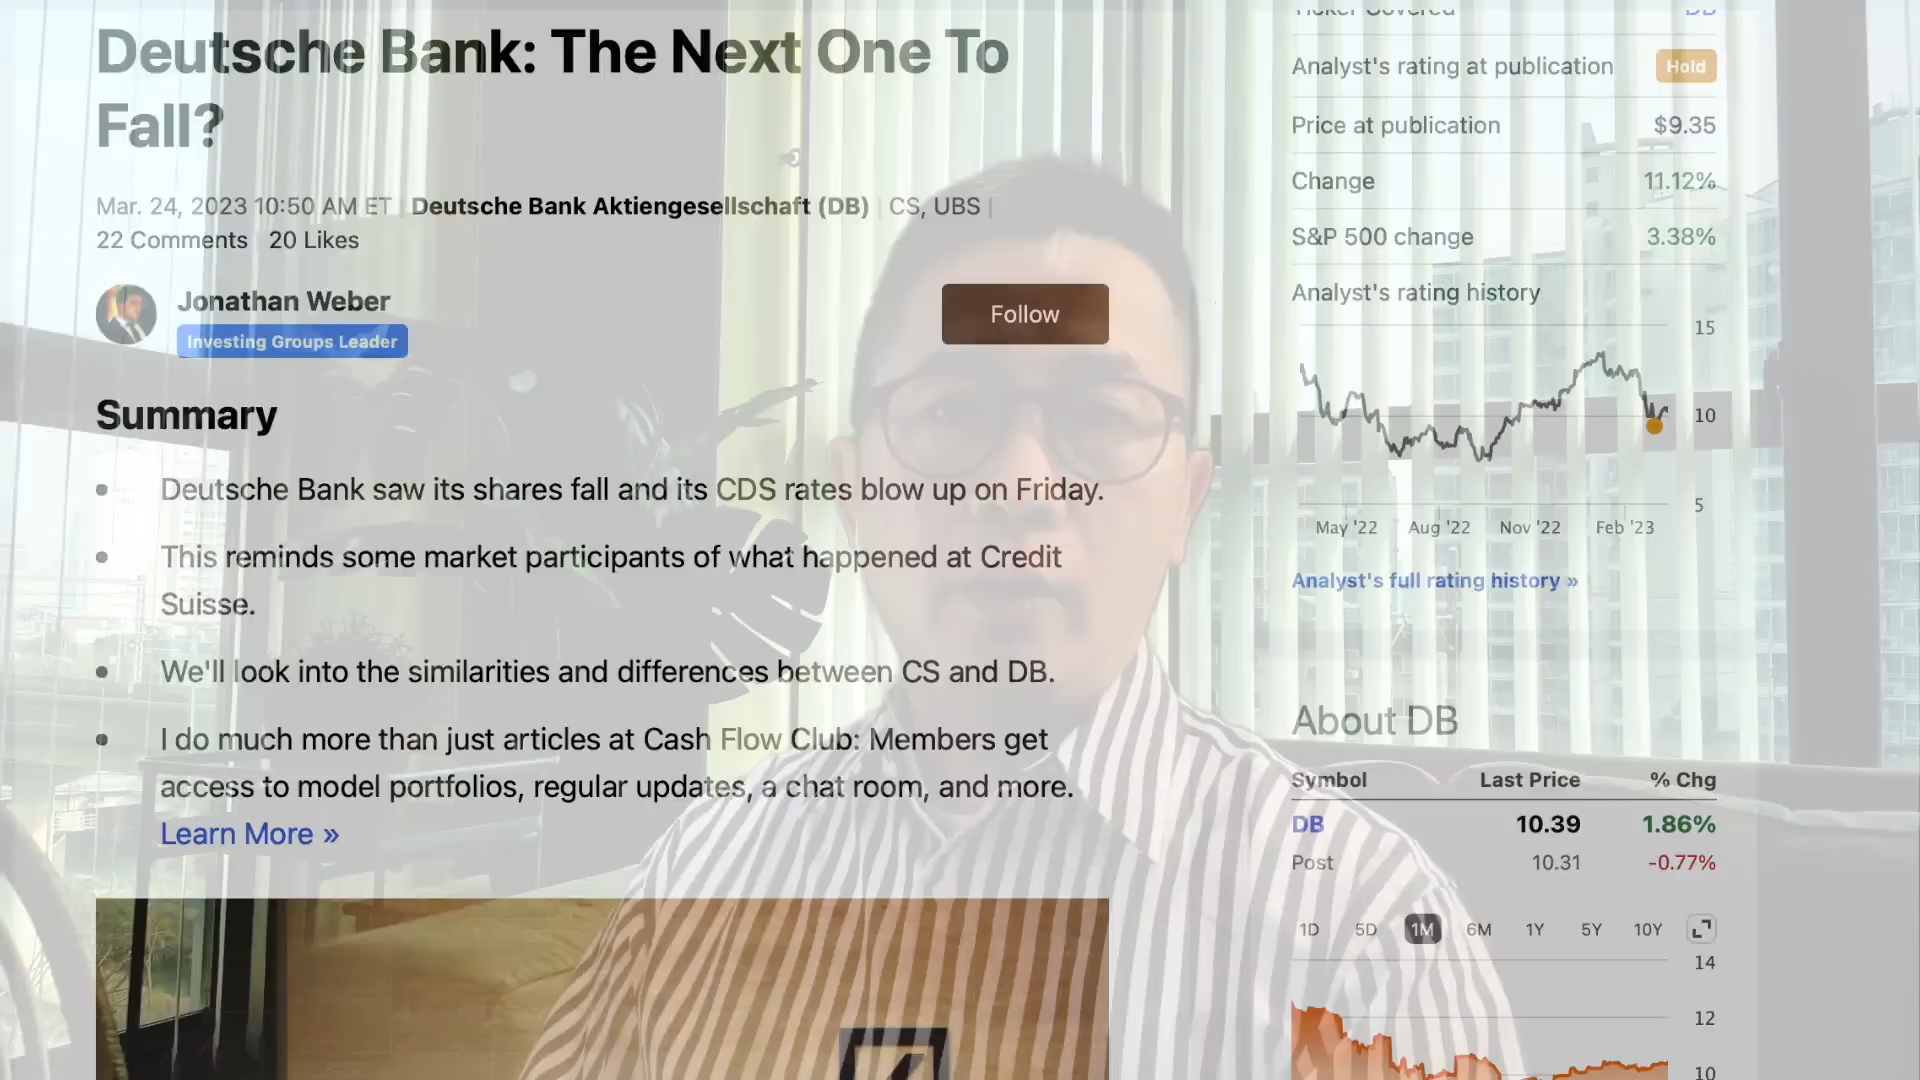 Deutsche Bank: The Next One To
Fall?
Mar. 24, 2023 10:50 AM ET | Deutsche Bank Aktiengesellschaft (DB) | CS, UBS |
22 Comments 20 Likes
Jonathan Weber
Investing Groups Leader
Follow
Summary
• Deutsche Bank saw its shares fall and its CDS rates blow up on Friday.
• This reminds some market participants of what happened at Credit
Suisse.
• We'll look into the similarities and differences between CS and DB.
• I do much more than just articles at Cash Flow Club: Members get
access to model portfolios, regular updates, a chat room, and more.
Learn More »
Ticker Covered DB
Analyst's rating at publication Hold
Price at publication $9.35
Change 11.12%
S&P 500 change 3.38%
Analyst's rating history
15
10
5
May '22 Aug '22 Nov '22 Feb '23
Analyst's full rating history »
About DB
Symbol Last Price % Chg
DB 10.39 1.86%
Post 10.31 -0.77%
1D 5D 1M 6M 1Y 5Y 10Y
14
12
10